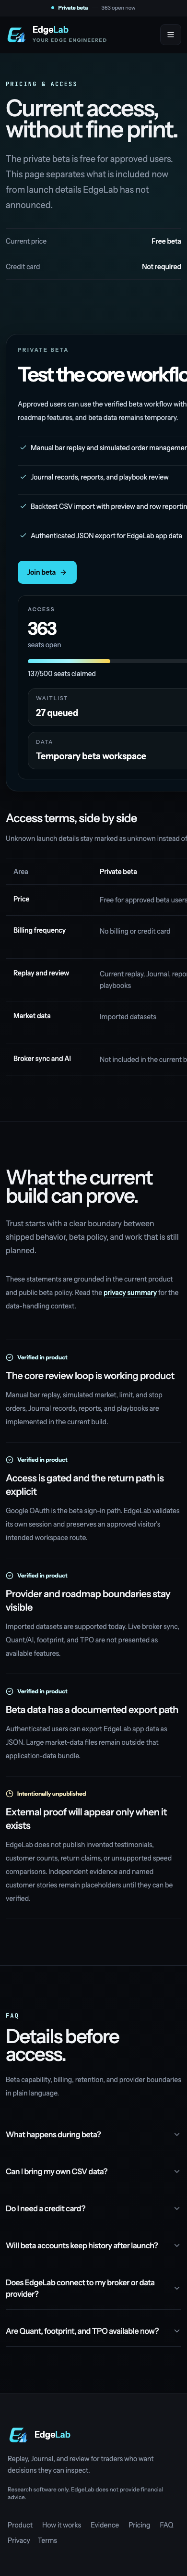 Private beta 363 open now
EdgeLab
YOUR EDGE ENGINEERED
PRICING & ACCESS
Current access,
without fine print.
The private beta is free for approved users.
This page separates what is included now
from launch details EdgeLab has not
announced.
Current price Free beta
Credit card Not required
PRIVATE BETA
Test the core workflo
Approved users can use the verified beta workflow with
roadmap features, and beta data remains temporary.
Manual bar replay and simulated order managemen
Journal records, reports, and playbook review
Backtest CSV import with preview and row reportin
Authenticated JSON export for EdgeLab app data
Join beta
ACCESS
363
seats open
137/500 seats claimed
WAITLIST
27 queued
DATA
Temporary beta workspace
Access terms, side by side
Unknown launch details stay marked as unknown instead of
Area Private beta
Price Free for approved beta users
Billing frequency No billing or credit card
Replay and review Current replay, Journal, repo
playbooks
Market data Imported datasets
Broker sync and AI Not included in the current b
What the current
build can prove.
Trust starts with a clear boundary between
shipped behavior, beta policy, and work that is still
planned.
These statements are grounded in the current product
and public beta policy. Read the privacy summary for the
data-handling context.
Verified in product
The core review loop is working product
Manual bar replay, simulated market, limit, and stop
orders, Journal records, reports, and playbooks are
implemented in the current build.
Verified in product
Access is gated and the return path is
explicit
Google OAuth is the beta sign-in path. EdgeLab validates
its own session and preserves an approved visitor's
intended workspace route.
Verified in product
Provider and roadmap boundaries stay
visible
Imported datasets are supported today. Live broker sync,
Quant/AI, footprint, and TPO are not presented as
available features.
Verified in product
Beta data has a documented export path
Authenticated users can export EdgeLab app data as
JSON. Large market-data files remain outside that
application-data bundle.
Intentionally unpublished
External proof will appear only when it
exists
EdgeLab does not publish invented testimonials,
customer counts, return claims, or unsupported speed
comparisons. Independent evidence and named
customer stories remain placeholders until they can be
verified.
FAQ
Details before
access.
Beta capability, billing, retention, and provider boundaries
in plain language.
What happens during beta?
Can I bring my own CSV data?
Do I need a credit card?
Will beta accounts keep history after launch?
Does EdgeLab connect to my broker or data
provider?
Are Quant, footprint, and TPO available now?
EdgeLab
Replay, Journal, and review for traders who want
decisions they can inspect.
Research software only. EdgeLab does not provide financial
advice.
Product How it works Evidence Pricing FAQ
Privacy Terms